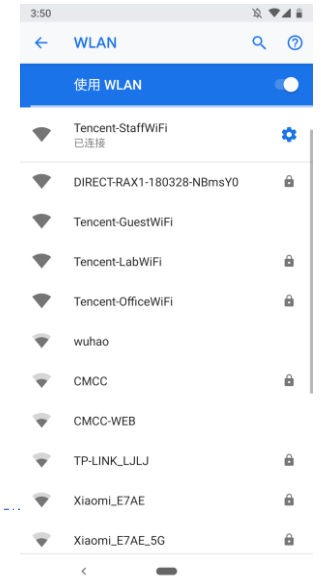 3:50
WLAN
使用 WLAN
Tencent-StaffWiFi
已连接
DIRECT-RAX1-180328-NBmsY0
Tencent-GuestWiFi
Tencent-LabWiFi
Tencent-OfficeWiFi
wuhao
CMCC
CMCC-WEB
TP-LINK_LJLJ
Xiaomi_E7AE
Xiaomi_E7AE_5G